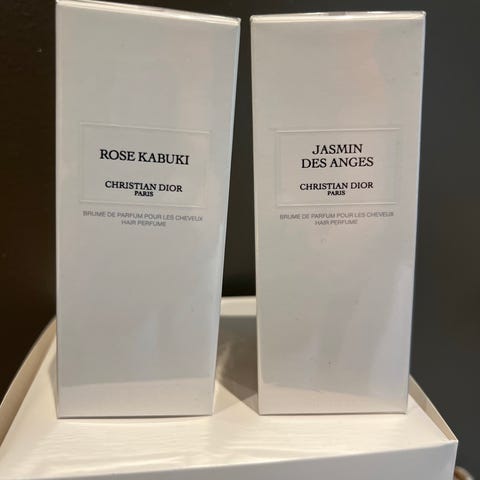 ROSE KABUKI
CHRISTIAN DIOR
PARIS
BRUME DE PARFUM POUR LES CHEVEUX
HAIR PERFUME
JASMIN
DES ANGES
CHRISTIAN DIOR
PARIS
BRUME DE PARFUM POUR LES CHEVEUX
HAIR PERFUME